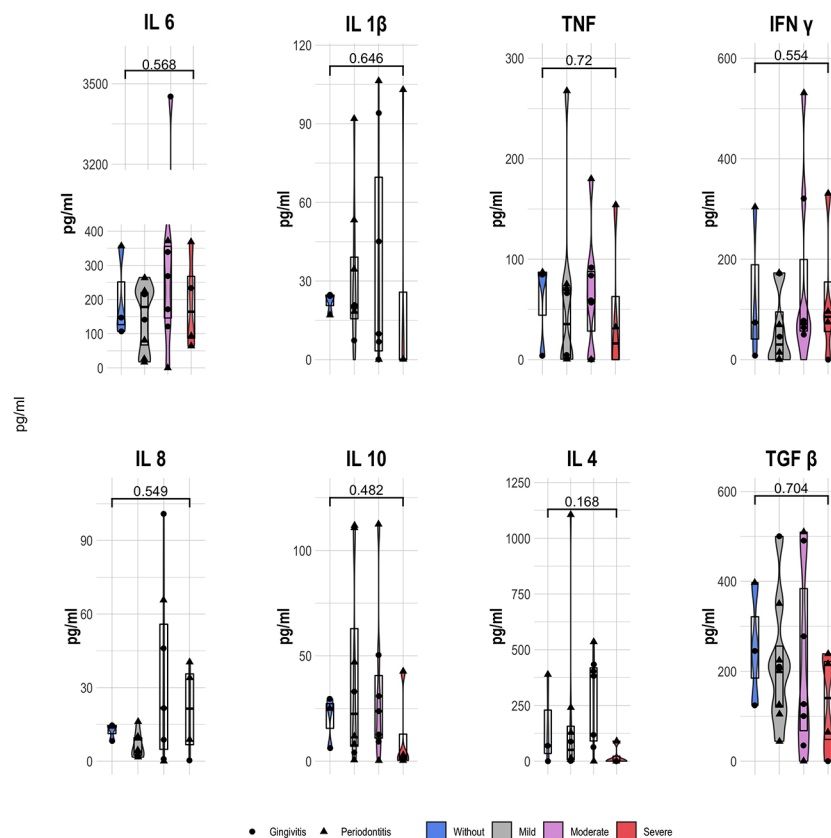 IL 6
IL 1β
TNF
IFN γ
0.568
0.646
0.72
0.554
3500
3200
400
300
200
100
0
pg/ml
120
90
60
30
0
pg/ml
300
200
100
0
pg/ml
600
400
200
0
pg/ml
pg/ml
IL 8
IL 10
IL 4
TGF β
0.549
0.482
0.168
0.704
90
60
30
0
pg/ml
100
50
0
pg/ml
1250
1000
750
500
250
0
pg/ml
600
400
200
0
pg/ml
Gingivitis Periodontitis Without Mild Moderate Severe